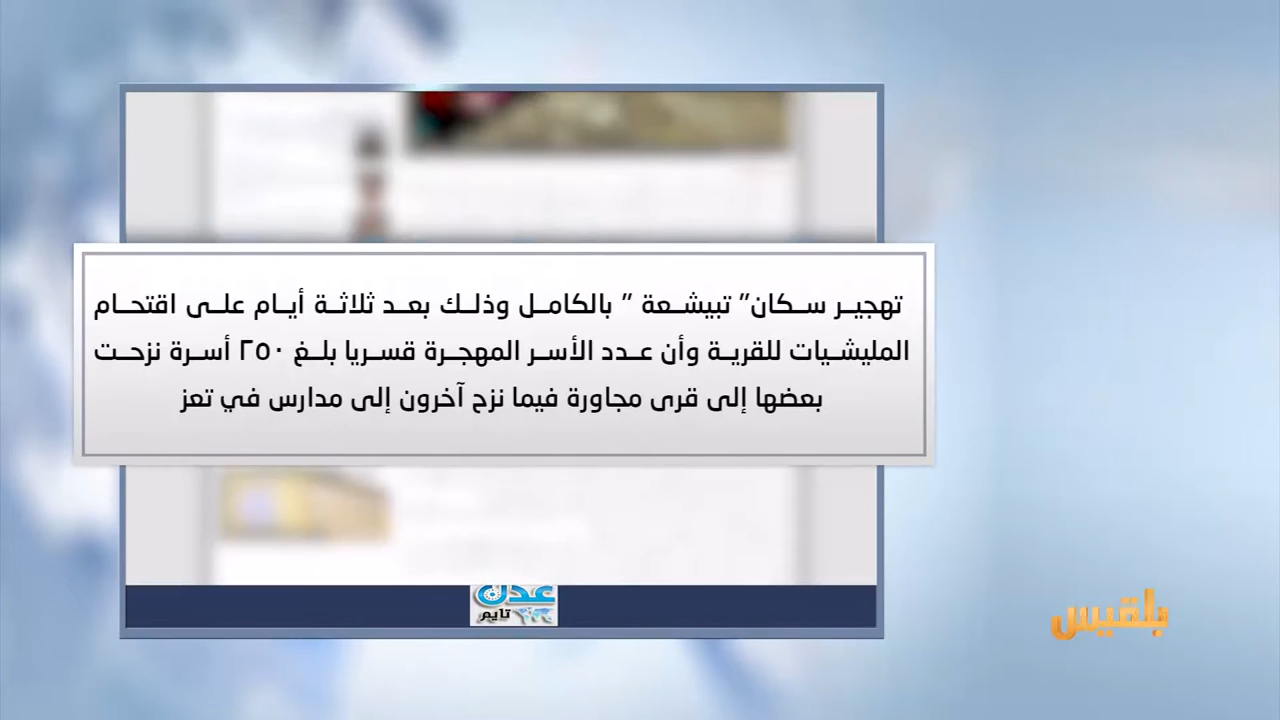 تهجير سكان" تبيشعة " بالكامل وذلك بعد ثلاثة أيام على اقتحام
المليشيات للقرية وأن عدد الأسر المهجرة قسريا بلغ ٢٥٠ أسرة نزحت
بعضها إلى قرى مجاورة فيما نزح آخرون إلى مدارس في تعز
عدن
تايم
بلقيس